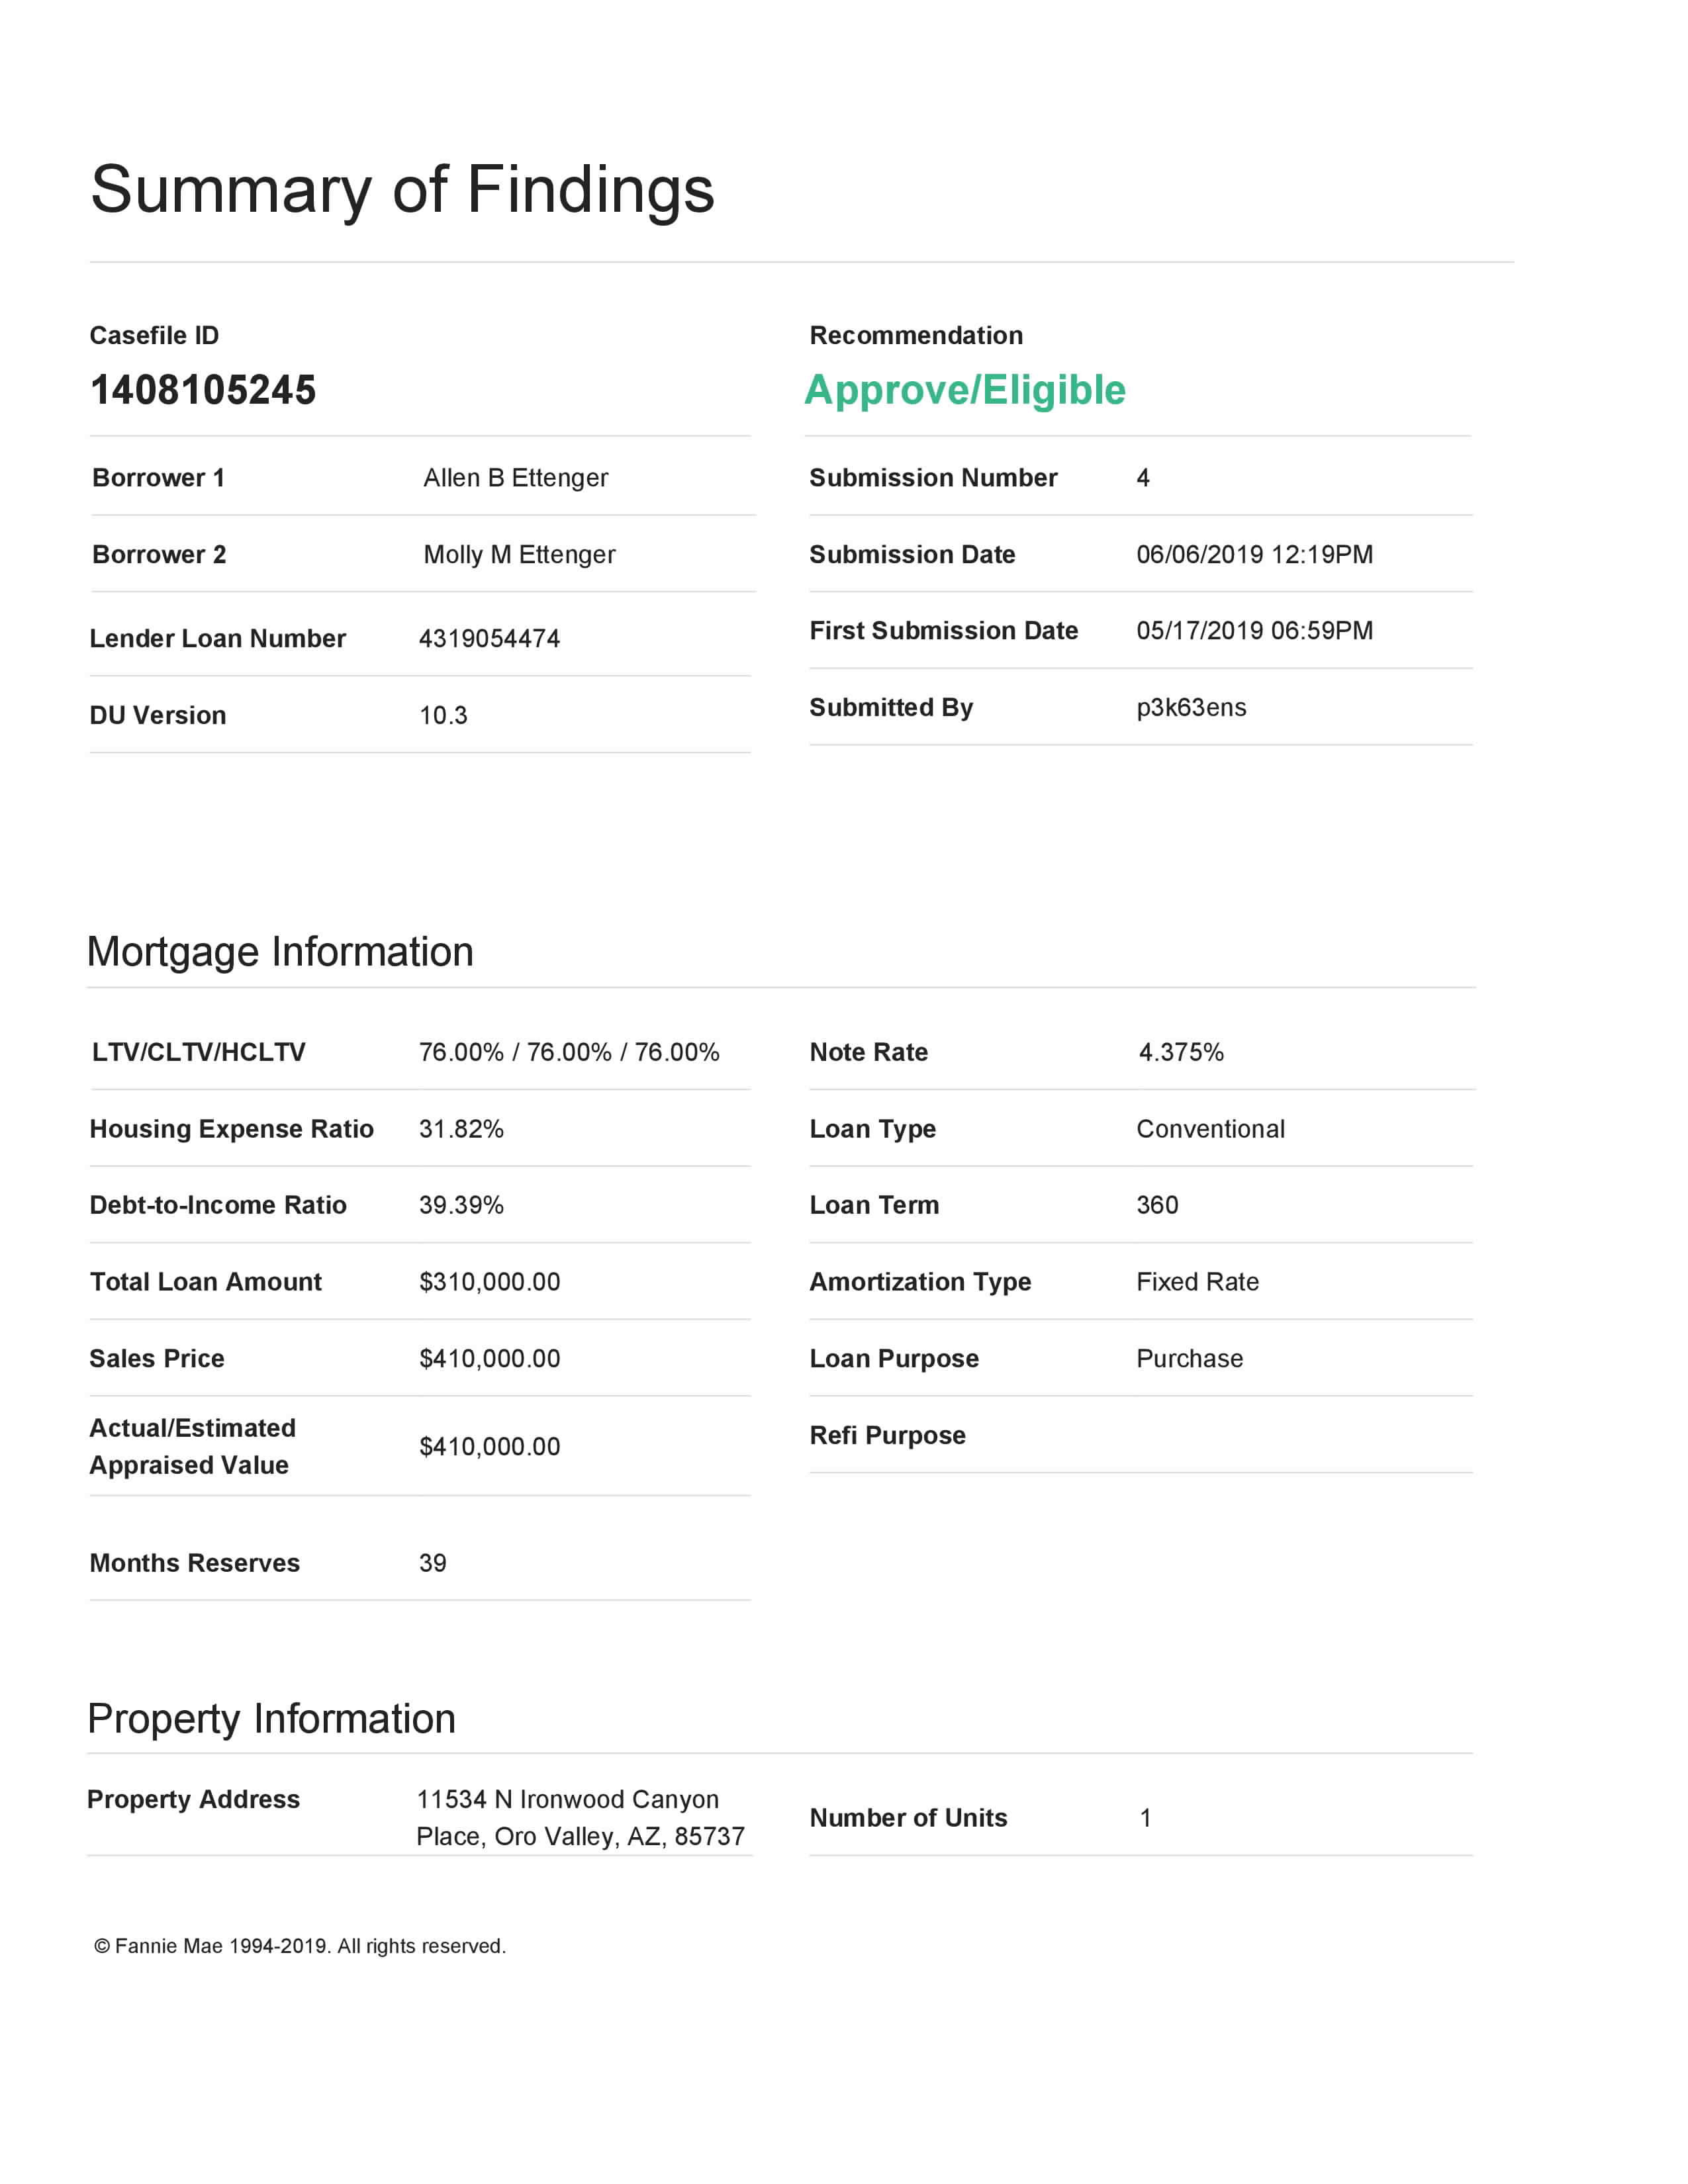 Summary of Findings
Casefile ID
1408105245
Recommendation
Approve/Eligible
Borrower 1 Allen B Ettenger
Borrower 2 Molly M Ettenger
Lender Loan Number 4319054474
DU Version 10.3
Submission Number 4
Submission Date 06/06/2019 12:19PM
First Submission Date 05/17/2019 06:59PM
Submitted By p3k63ens
Mortgage Information
LTV/CLTV/HCLTV 76.00% / 76.00% / 76.00%
Housing Expense Ratio 31.82%
Debt-to-Income Ratio 39.39%
Total Loan Amount $310,000.00
Sales Price $410,000.00
Actual/Estimated
Appraised Value $410,000.00
Months Reserves 39
Note Rate 4.375%
Loan Type Conventional
Loan Term 360
Amortization Type Fixed Rate
Loan Purpose Purchase
Refi Purpose
Property Information
Property Address 11534 N Ironwood Canyon
Place, Oro Valley, AZ, 85737
Number of Units 1
© Fannie Mae 1994-2019. All rights reserved.